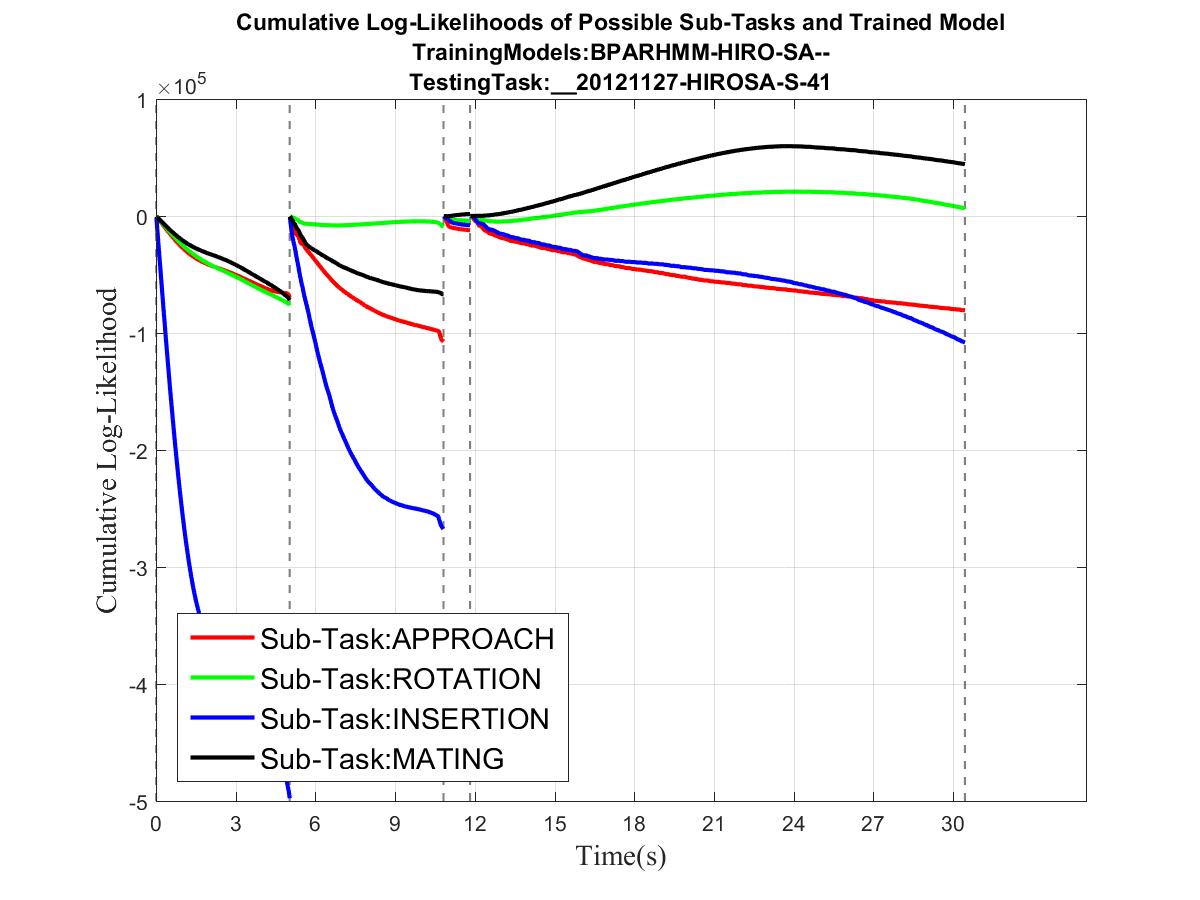 Cumulative Log-Likelihoods of Possible Sub-Tasks and Trained Model
TrainingModels:BPARHMM-HIRO-SA--
TestingTask:__20121127-HIROSA-S-41
×10^5
1
0
-1
-2
-3
-4
-5
Cumulative Log-Likelihood
Sub-Task:APPROACH
Sub-Task:ROTATION
Sub-Task:INSERTION
Sub-Task:MATING
0 3 6 9 12 15 18 21 24 27 30
Time(s)